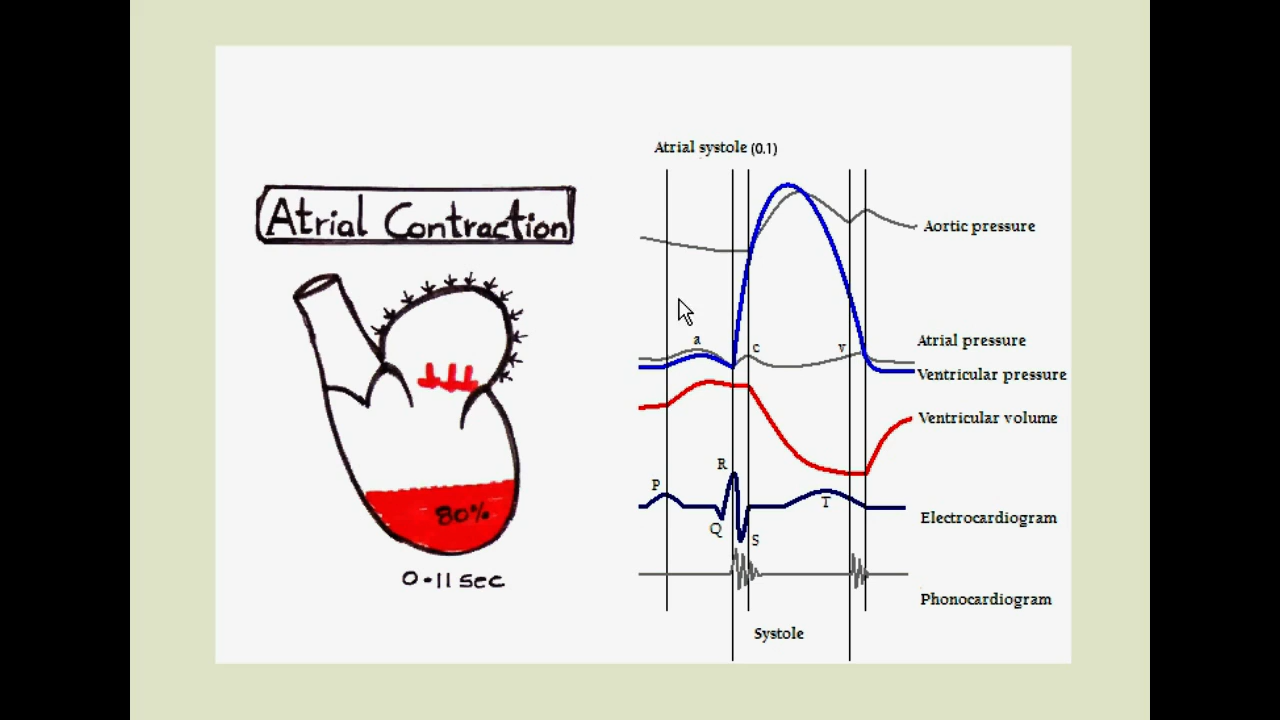 Atrial Contraction
80%
0.11 sec
Atrial systole (0.1)
Aortic pressure
a
c
v
Atrial pressure
Ventricular pressure
Ventricular volume
R
P
Q
S
T
Electrocardiogram
Phonocardiogram
Systole